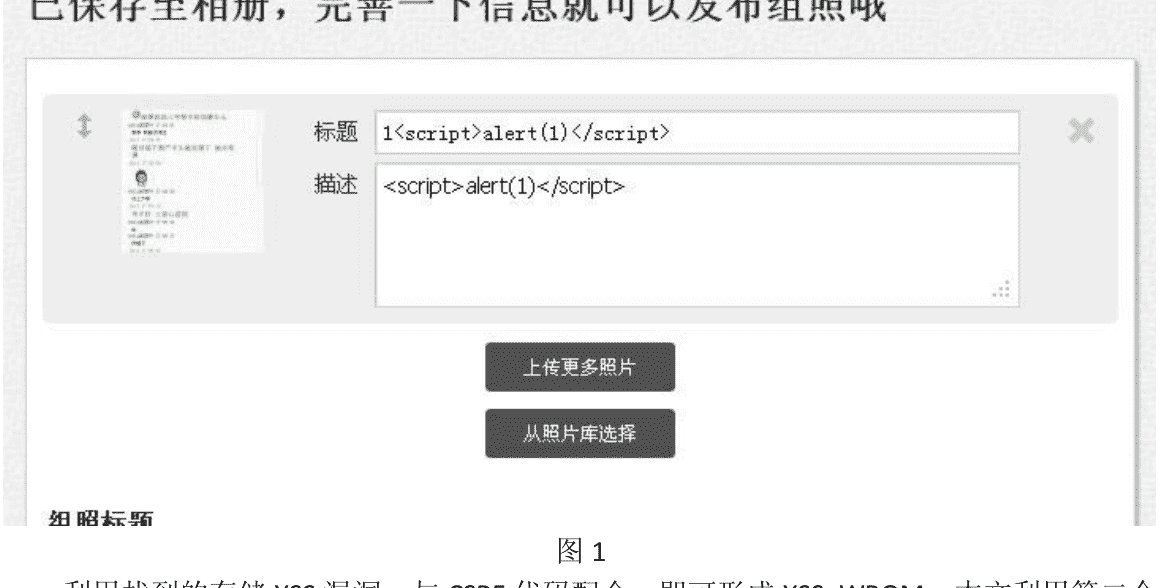 已保存至相册，完善一下信息就可以发布组照哦
标题
1<script>alert(1)</script>
描述
<script>alert(1)</script>
上传更多照片
从照片库选择
组照标题
图 1
利用找到的存储 XSS 漏洞，与 CSRF 代码配合，即可形成 XSS WROM。本文利用第三个